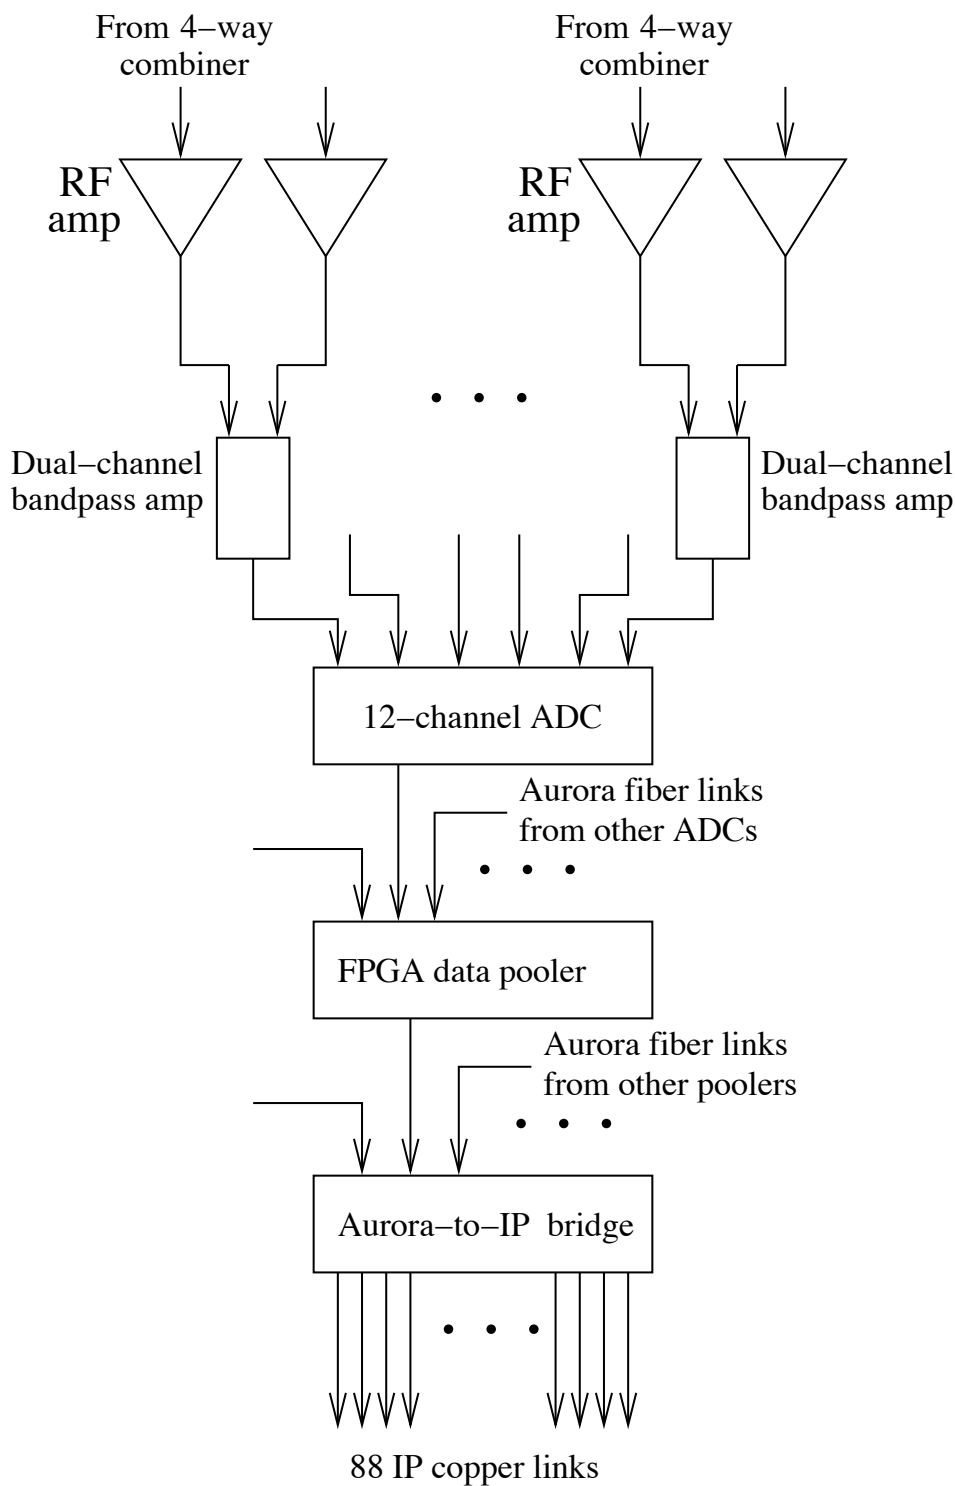 From 4–way
combiner
From 4–way
combiner
RF
amp
RF
amp
Dual–channel
bandpass amp
Dual–channel
bandpass amp
12–channel ADC
Aurora fiber links
from other ADCs
FPGA data pooler
Aurora fiber links
from other poolers
Aurora–to–IP bridge
88 IP copper links